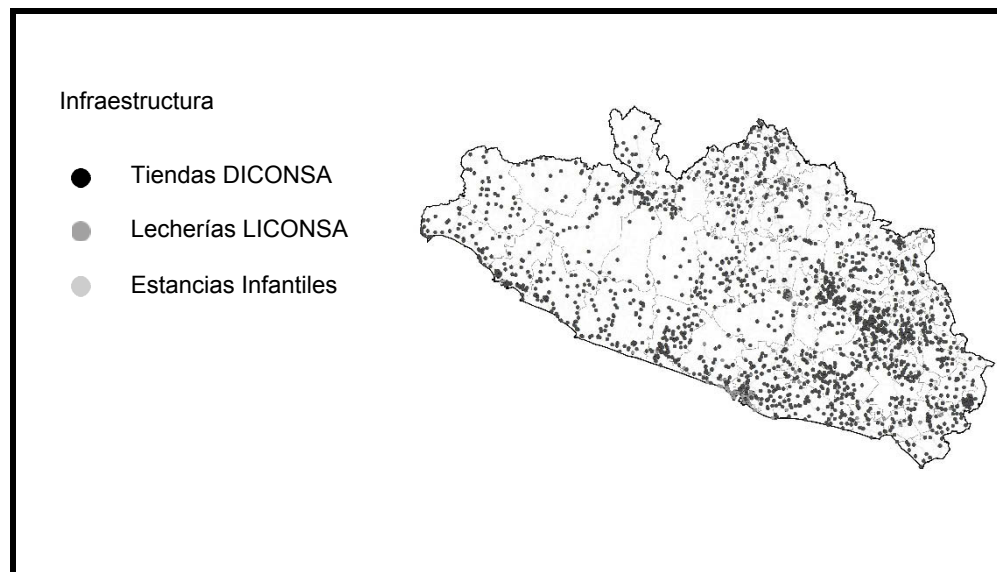 Infraestructura
Tiendas DICONSA
Lecherías LICONSA
Estancias Infantiles